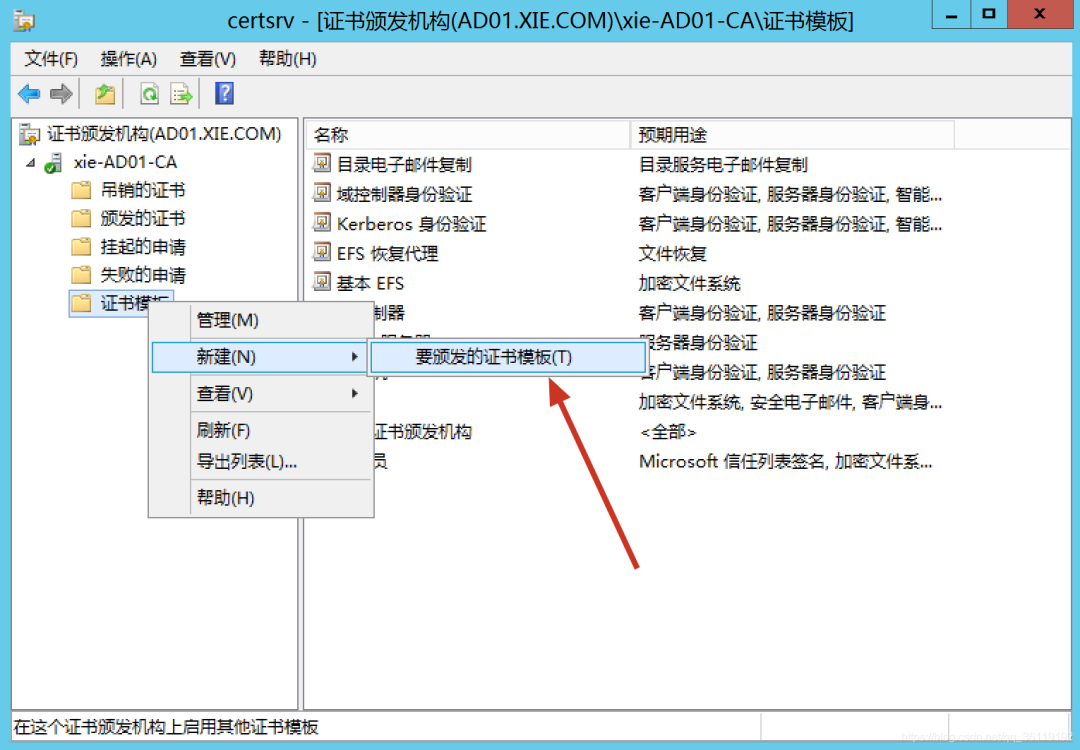 certsrv - [证书颁发机构(AD01.XIE.COM)\xie-AD01-CA\证书模板]
文件(F) 操作(A) 查看(V) 帮助(H)
证书颁发机构(AD01.XIE.COM)
xie-AD01-CA
吊销的证书
颁发的证书
挂起的申请
失败的申请
证书模板
名称 预期用途
目录电子邮件复制 目录服务电子邮件复制
域控制器身份验证 客户端身份验证, 服务器身份验证, 智能...
Kerberos 身份验证 客户端身份验证, 服务器身份验证, 智能...
EFS 恢复代理 文件恢复
基本 EFS 加密文件系统
制器 客户端身份验证, 服务器身份验证
服务器身份验证
客户端身份验证, 服务器身份验证
加密文件系统, 安全电子邮件, 客户端身...
证书颁发机构 <全部>
员 Microsoft 信任列表签名, 加密文件系...
管理(M)
新建(N)
要颁发的证书模板(T)
查看(V)
刷新(F)
导出列表(L)...
帮助(H)
在这个证书颁发机构上启用其他证书模板